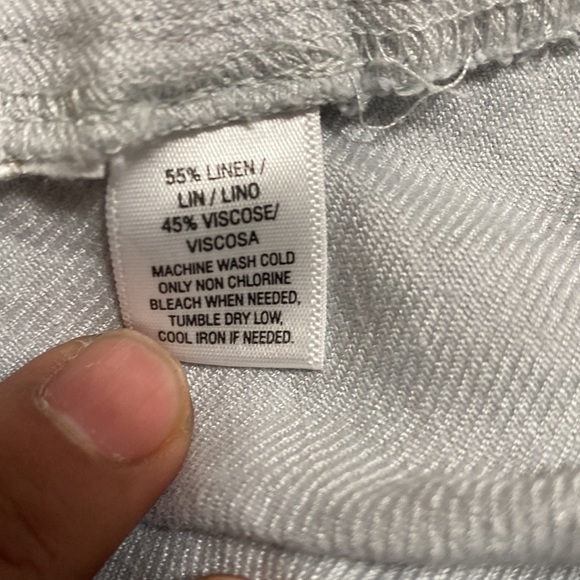 55% LINEN /
LIN / LINO
45% VISCOSE/
VISCOSA
MACHINE WASH COLD
ONLY NON CHLORINE
BLEACH WHEN NEEDED,
TUMBLE DRY LOW,
COOL IRON IF NEEDED.